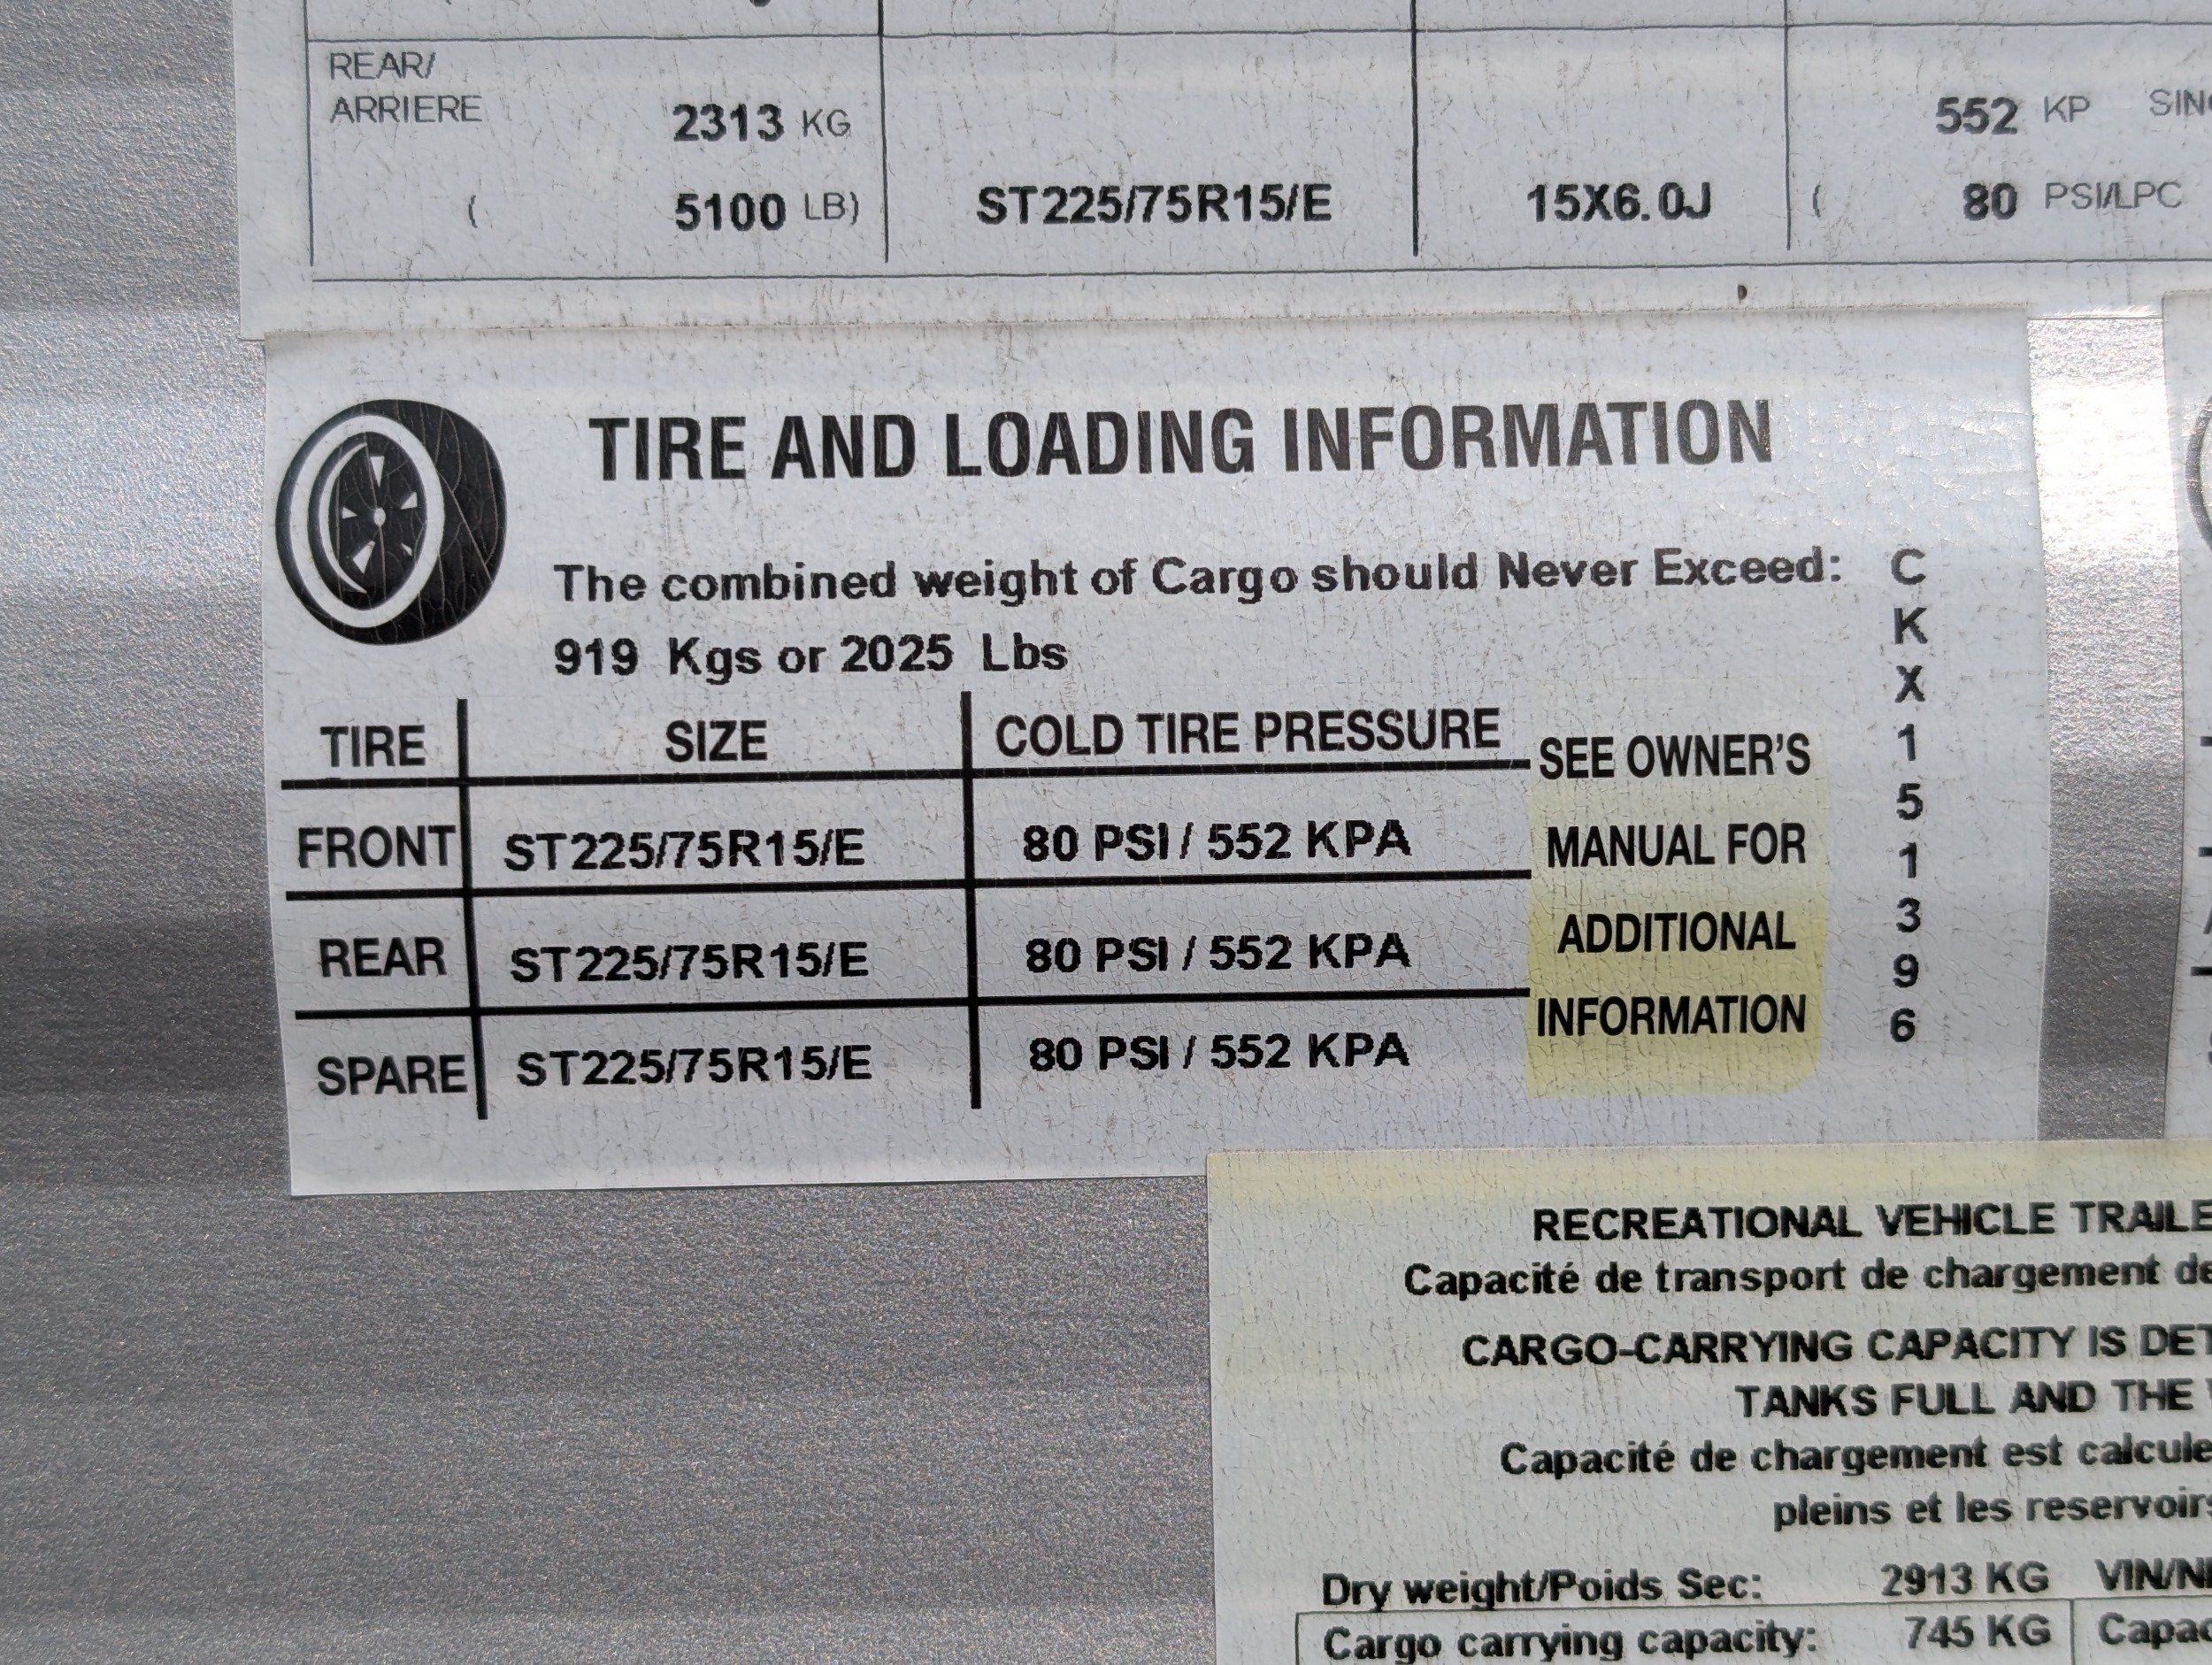 REAR/
ARRIERE
2313 KG
552 KP
( 5100 LB) ST225/75R15/E 15X6.0J ( 80 PSI/LPC
TIRE AND LOADING INFORMATION
The combined weight of Cargo should Never Exceed:
919 Kgs or 2025 Lbs
TIRE SIZE COLD TIRE PRESSURE
FRONT ST225/75R15/E 80 PSI / 552 KPA
REAR ST225/75R15/E 80 PSI / 552 KPA
SPARE ST225/75R15/E 80 PSI / 552 KPA
SEE OWNER'S
MANUAL FOR
ADDITIONAL
INFORMATION
C
K
X
1
5
1
3
9
6
RECREATIONAL VEHICLE
Capacité de transport de chargement
CARGO-CARRYING CAPACITY IS
TANKS FULL AND THE
Capacité de chargement est
pleins et les
Dry weight/Poids Sec: 2913 KG
Cargo carrying capacity: 745 KG